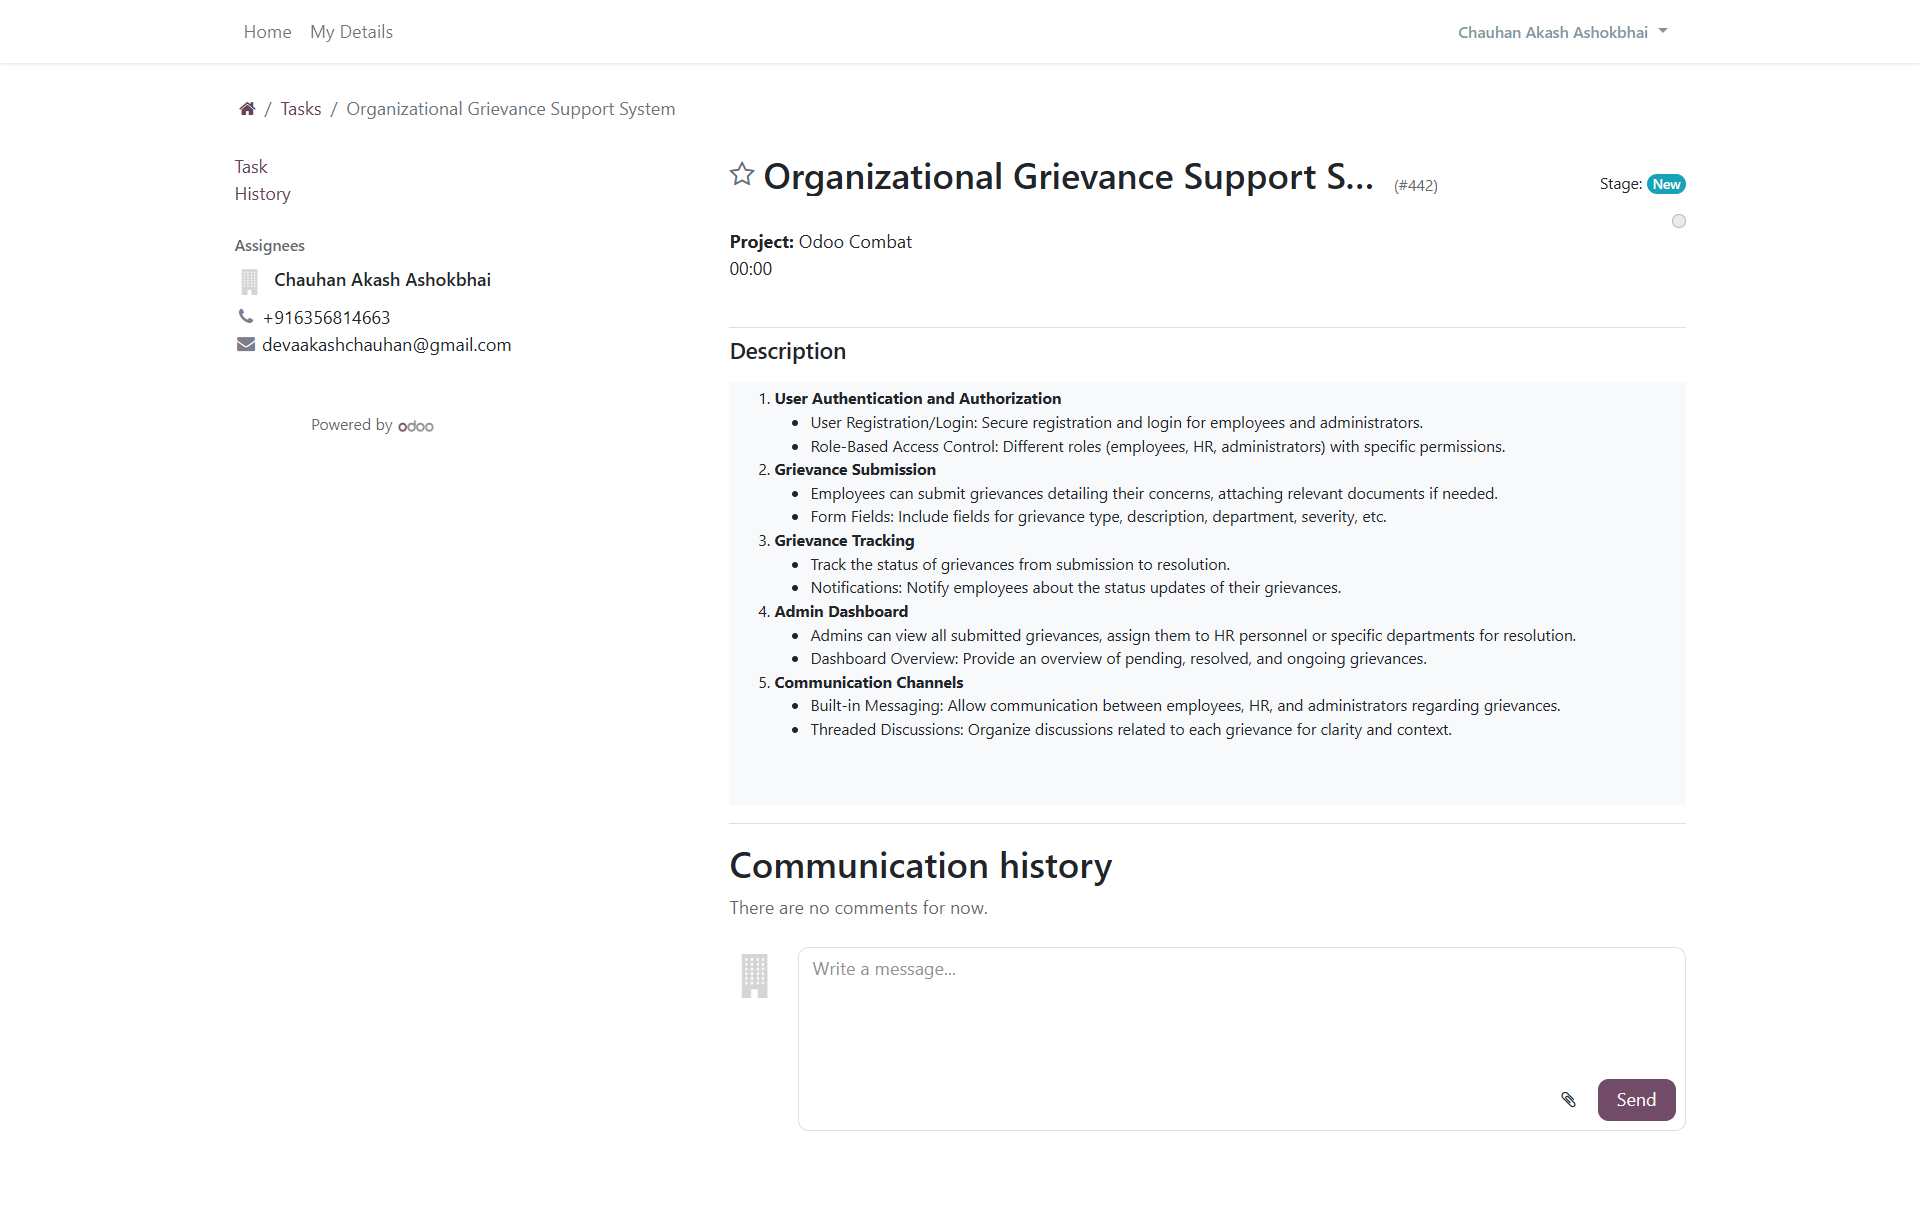 Home My Details Chauhan Akash Ashokbhai
/ Tasks / Organizational Grievance Support System
Task
History
Assignees
Chauhan Akash Ashokbhai
+916356814663
devaakashchauhan@gmail.com
Powered by odoo
Organizational Grievance Support S... (#442)
Stage: New
Project: Odoo Combat
00:00
Description
1. User Authentication and Authorization
• User Registration/Login: Secure registration and login for employees and administrators.
• Role-Based Access Control: Different roles (employees, HR, administrators) with specific permissions.
2. Grievance Submission
• Employees can submit grievances detailing their concerns, attaching relevant documents if needed.
• Form Fields: Include fields for grievance type, description, department, severity, etc.
3. Grievance Tracking
• Track the status of grievances from submission to resolution.
• Notifications: Notify employees about the status updates of their grievances.
4. Admin Dashboard
• Admins can view all submitted grievances, assign them to HR personnel or specific departments for resolution.
• Dashboard Overview: Provide an overview of pending, resolved, and ongoing grievances.
5. Communication Channels
• Built-in Messaging: Allow communication between employees, HR, and administrators regarding grievances.
• Threaded Discussions: Organize discussions related to each grievance for clarity and context.
Communication history
There are no comments for now.
Write a message...
Send